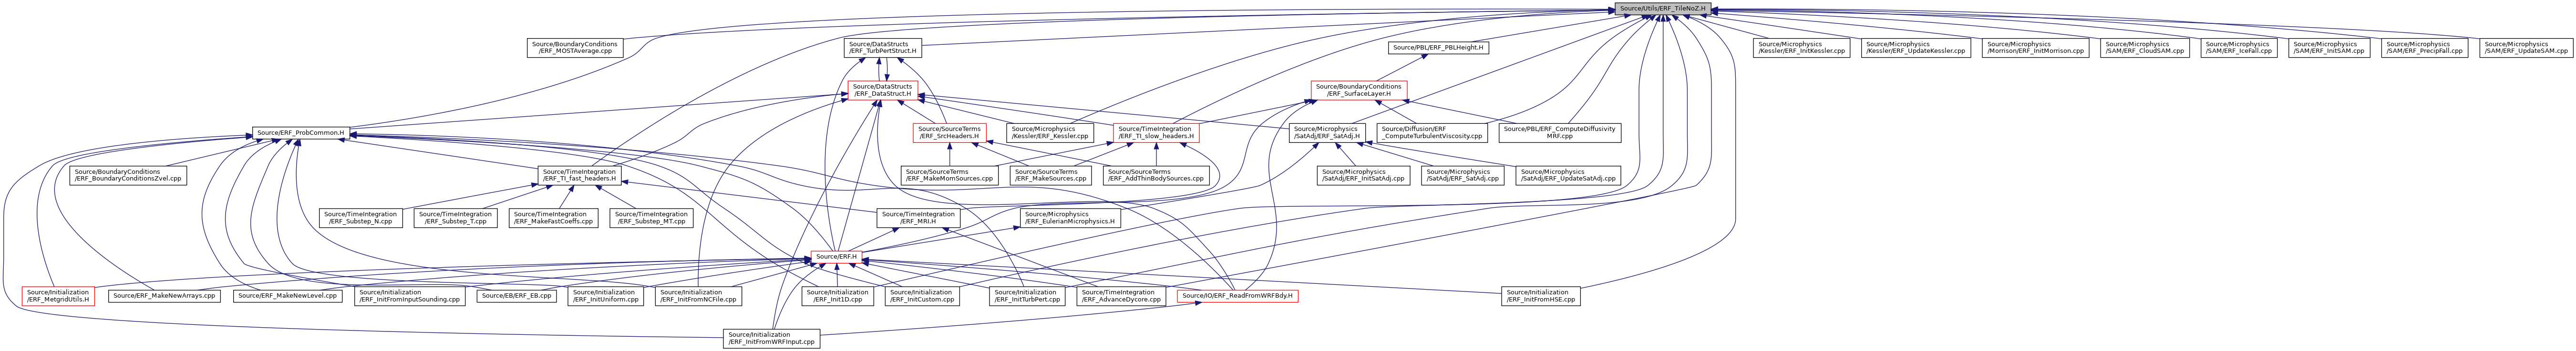 Source/Utils/ERF_TileNoZ.H
Source/BoundaryConditions
/ERF_MOSTAverage.cpp
Source/DataStructs
/ERF_TurbPertStruct.H
Source/PBL/ERF_PBLHeight.H
Source/Microphysics
/Kessler/ERF_InitKessler.cpp
Source/Microphysics
/Kessler/ERF_UpdateKessler.cpp
Source/Microphysics
/Morrison/ERF_InitMorrison.cpp
Source/Microphysics
/SAM/ERF_CloudSAM.cpp
Source/Microphysics
/SAM/ERF_IceFall.cpp
Source/Microphysics
/SAM/ERF_InitSAM.cpp
Source/Microphysics
/SAM/ERF_PrecipFall.cpp
Source/Microphysics
/SAM/ERF_UpdateSAM.cpp
Source/DataStructs
/ERF_DataStruct.H
Source/BoundaryConditions
/ERF_SurfaceLayer.H
Source/ERF_ProbCommon.H
Source/SourceTerms
/ERF_SrcHeaders.H
Source/Microphysics
/Kessler/ERF_Kessler.cpp
Source/TimeIntegration
/ERF_TI_slow_headers.H
Source/Microphysics
/SatAdj/ERF_SatAdj.H
Source/Diffusion/ERF
_ComputeTurbulentViscosity.cpp
Source/PBL/ERF_ComputeDiffusivity
MRF.cpp
Source/BoundaryConditions
/ERF_BoundaryConditionsZvel.cpp
Source/TimeIntegration
/ERF_TI_fast_headers.H
Source/SourceTerms
/ERF_MakeMomSources.cpp
Source/SourceTerms
/ERF_MakeSources.cpp
Source/SourceTerms
/ERF_AddThinBodySources.cpp
Source/Microphysics
/SatAdj/ERF_InitSatAdj.cpp
Source/Microphysics
/SatAdj/ERF_SatAdj.cpp
Source/Microphysics
/SatAdj/ERF_UpdateSatAdj.cpp
Source/TimeIntegration
/ERF_Substep_N.cpp
Source/TimeIntegration
/ERF_Substep_T.cpp
Source/TimeIntegration
/ERF_MakeFastCoeffs.cpp
Source/TimeIntegration
/ERF_Substep_MT.cpp
Source/TimeIntegration
/ERF_MRI.H
Source/Microphysics
/ERF_EulerianMicrophysics.H
Source/ERF.H
Source/Initialization
/ERF_MetgridUtils.H
Source/ERF_MakeNewArrays.cpp
Source/ERF_MakeNewLevel.cpp
Source/Initialization
/ERF_InitFromInputSounding.cpp
Source/EB/ERF_EB.cpp
Source/Initialization
/ERF_InitUniform.cpp
Source/Initialization
/ERF_InitFromNCFile.cpp
Source/Initialization
/ERF_Init1D.cpp
Source/Initialization
/ERF_InitCustom.cpp
Source/Initialization
/ERF_InitTurbPert.cpp
Source/TimeIntegration
/ERF_AdvanceDycore.cpp
Source/IO/ERF_ReadFromWRFBdy.H
Source/Initialization
/ERF_InitFromHSE.cpp
Source/Initialization
/ERF_InitFromWRFInput.cpp